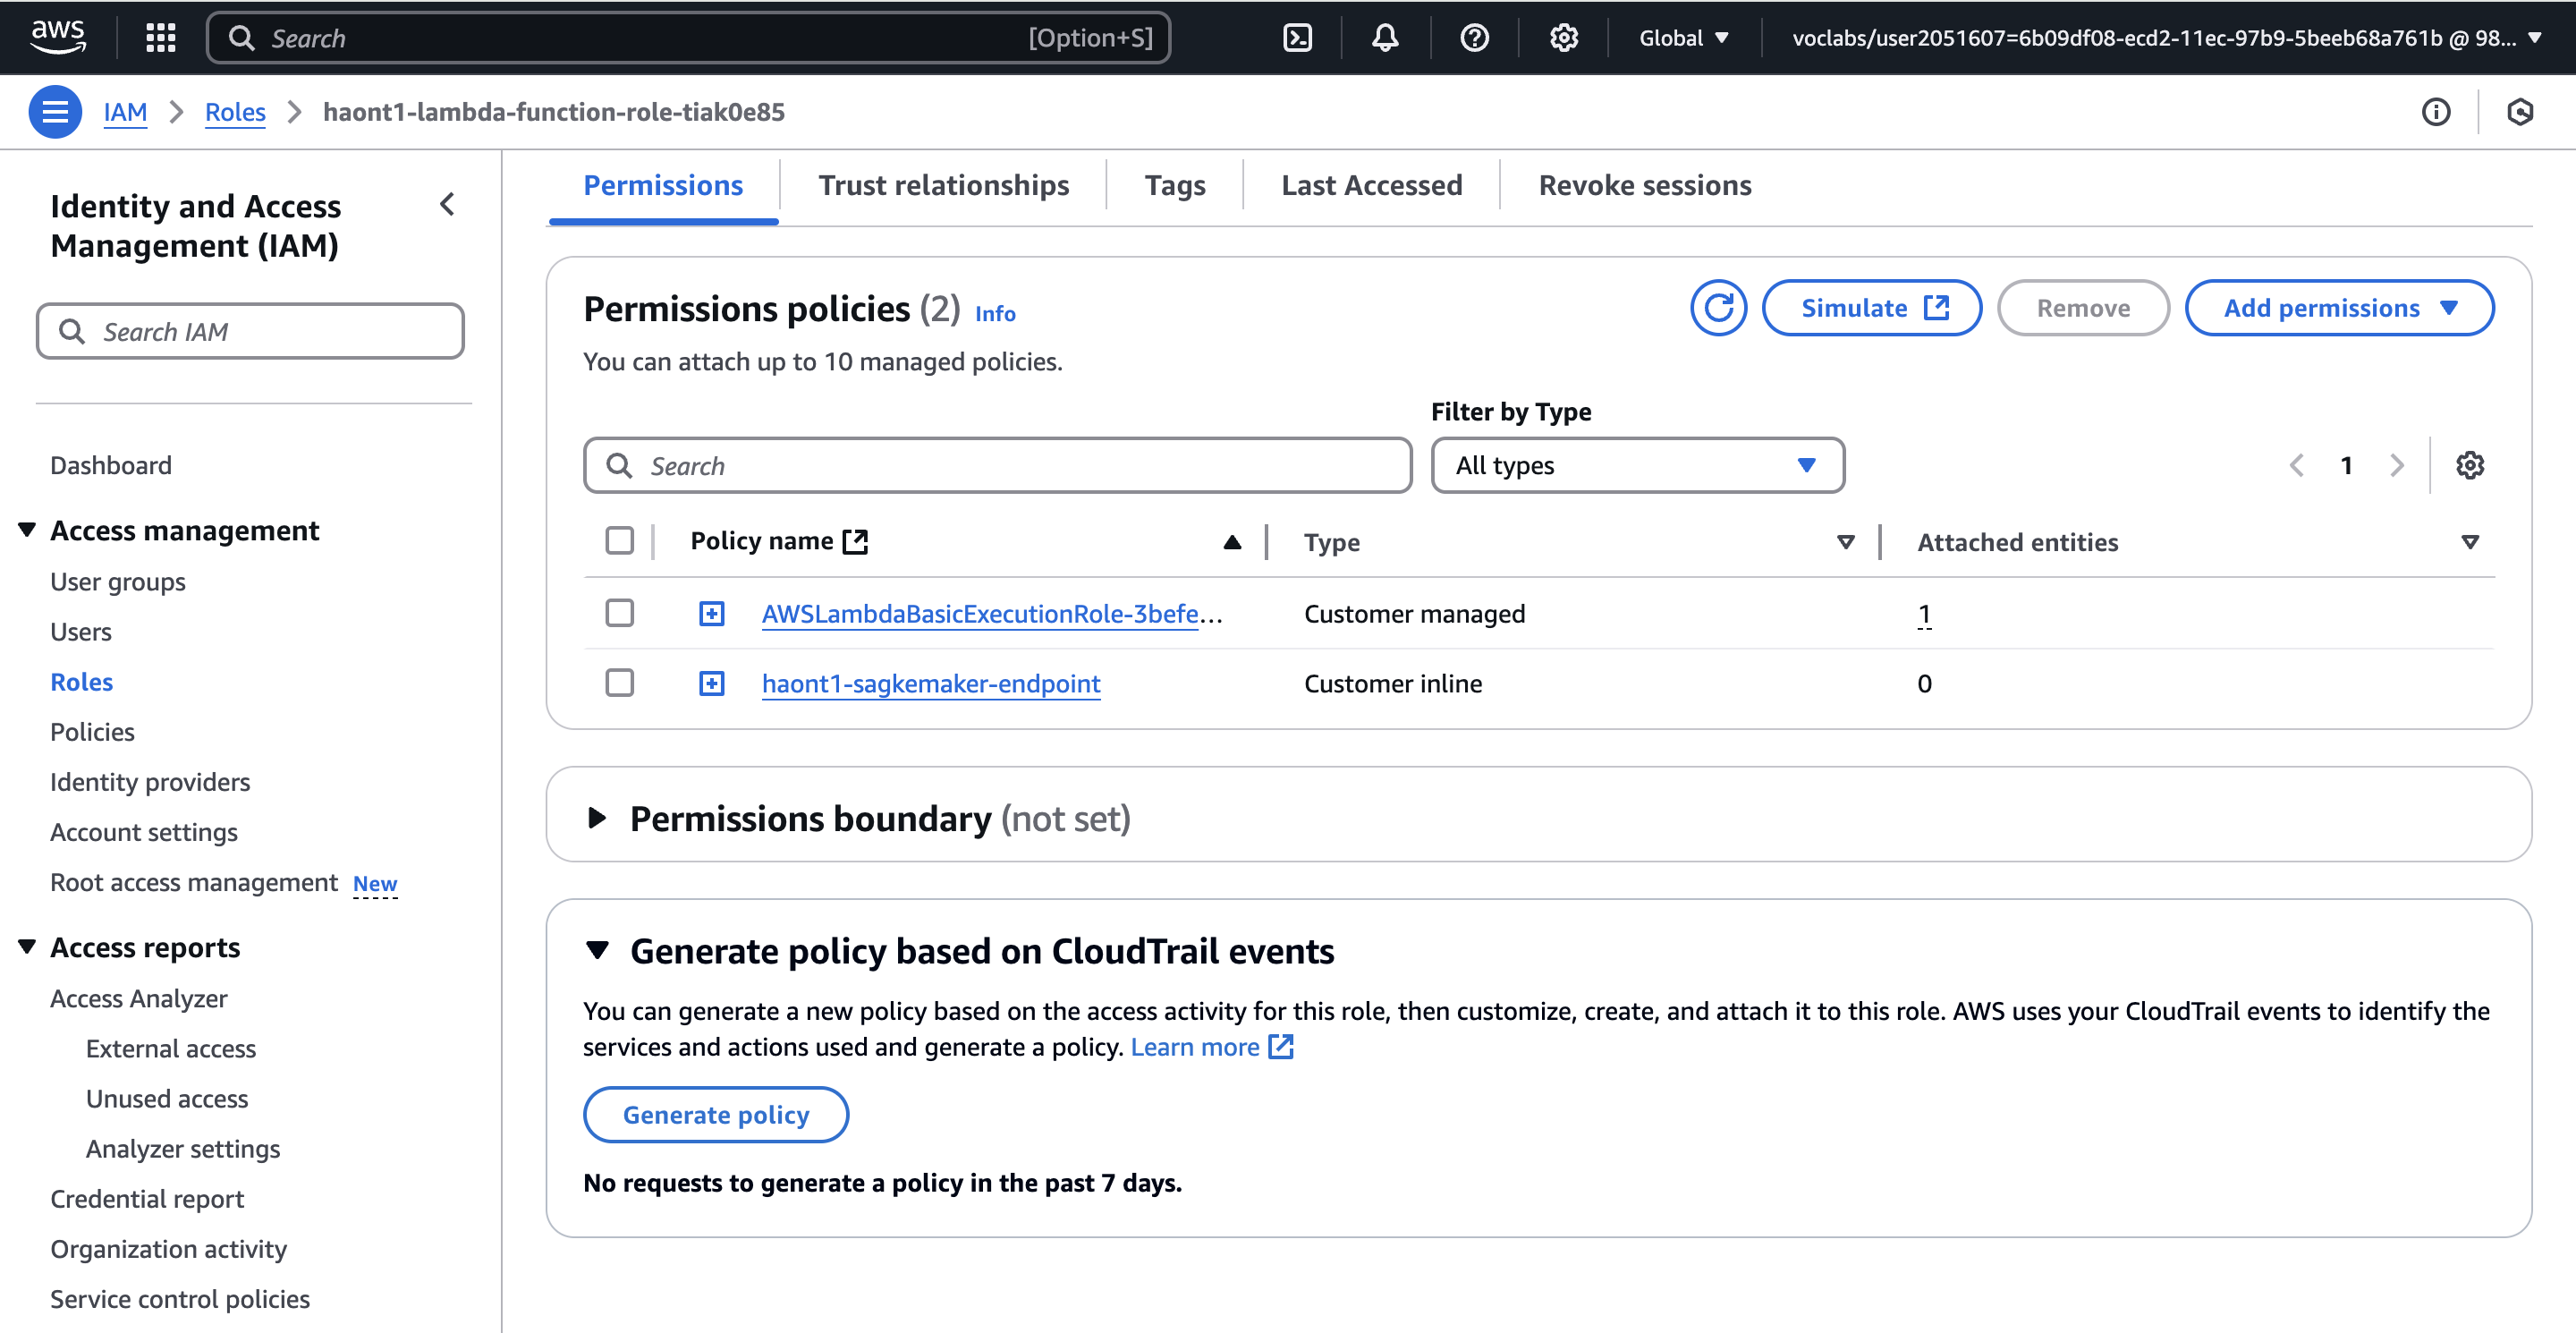 aws
Search
[Option+S]
Global
voclabs/user2051607=6b09df08-ecd2-11ec-97b9-5beeb68a761b @ 98...
IAM
Roles
haont1-lambda-function-role-tiak0e85
Identity and Access
Management (IAM)
Search IAM
Dashboard
Access management
User groups
Users
Roles
Policies
Identity providers
Account settings
Root access management New
Access reports
Access Analyzer
External access
Unused access
Analyzer settings
Credential report
Organization activity
Service control policies
Permissions
Trust relationships
Tags
Last Accessed
Revoke sessions
Permissions policies (2) Info
Simulate
Remove
Add permissions
You can attach up to 10 managed policies.
Filter by Type
Search
All types
1
Policy name
Type
Attached entities
AWSLambdaBasicExecutionRole-3befe...
Customer managed
1
haont1-sagkemaker-endpoint
Customer inline
0
Permissions boundary (not set)
Generate policy based on CloudTrail events
You can generate a new policy based on the access activity for this role, then customize, create, and attach it to this role. AWS uses your CloudTrail events to identify the
services and actions used and generate a policy. Learn more
Generate policy
No requests to generate a policy in the past 7 days.